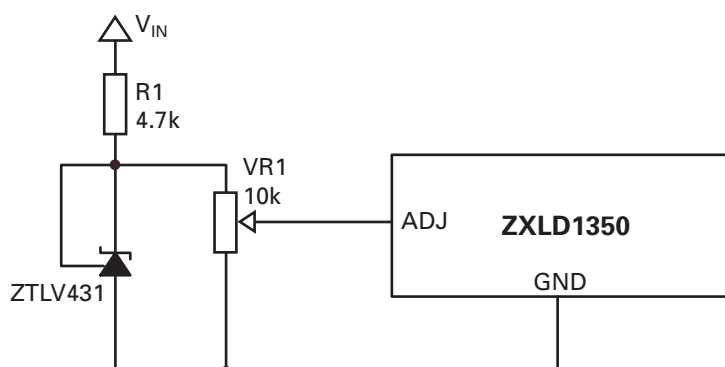 VIN
R1
4.7k
VR1
10k
ADJ
ZXLD1350
GND
ZTLV431